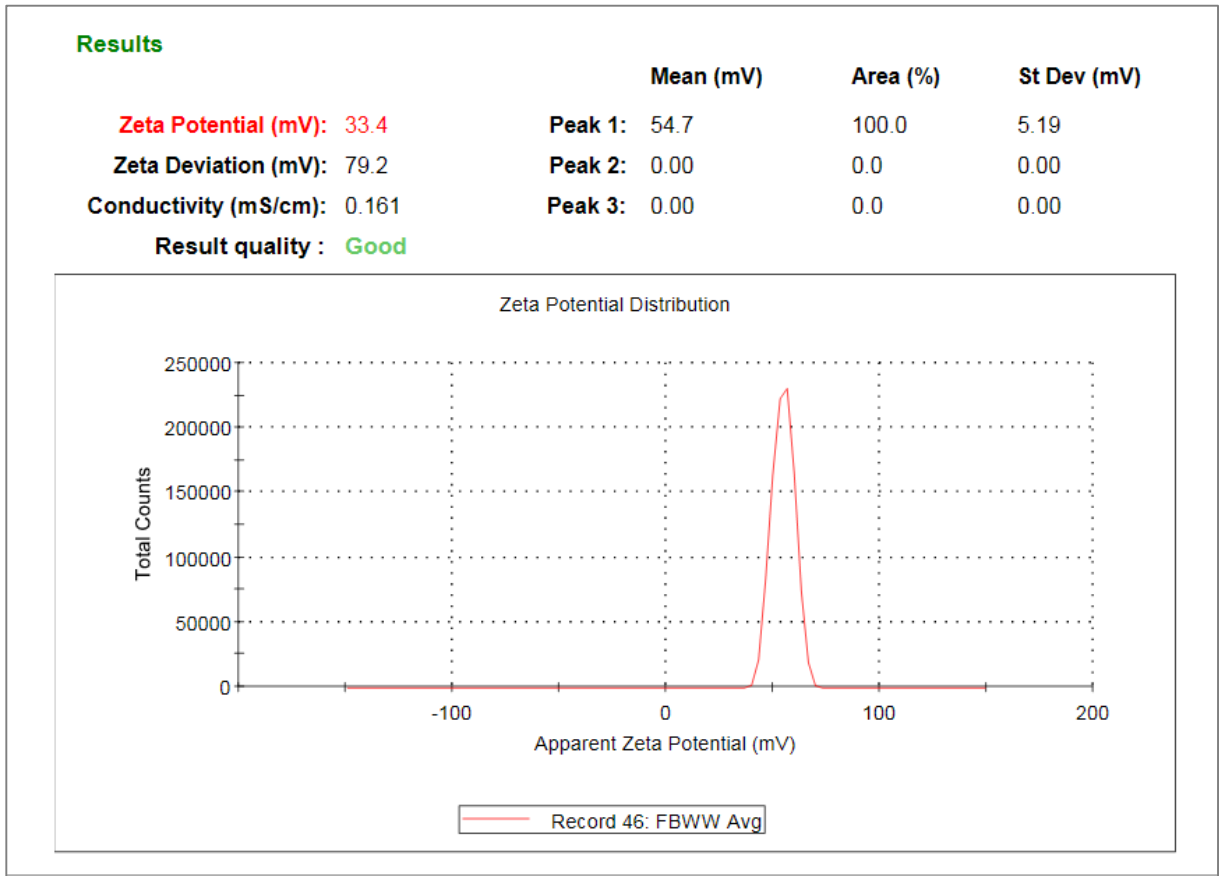 Results
Mean (mV) Area (%) St Dev (mV)
Zeta Potential (mV): 33.4 Peak 1: 54.7 100.0 5.19
Zeta Deviation (mV): 79.2 Peak 2: 0.00 0.0 0.00
Conductivity (mS/cm): 0.161 Peak 3: 0.00 0.0 0.00
Result quality : Good
Zeta Potential Distribution
250000
200000
150000
100000
50000
0
Total Counts
-100 0 100 200
Apparent Zeta Potential (mV)
Record 46: FBWW Avg